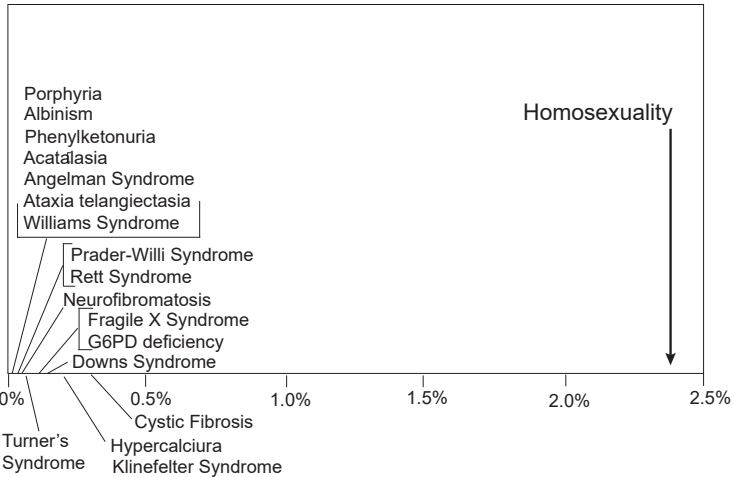 Porphyria
Albinism
Homosexuality
Phenylketonuria
Acatalasia
Angelman Syndrome
Ataxia telangiectasia
Williams Syndrome
Prader-Willi Syndrome
Rett Syndrome
Neurofibromatosis
Fragile X Syndrome
G6PD deficiency
Downs Syndrome
0% 0.5% 1.0% 1.5% 2.0% 2.5%
Cystic Fibrosis
Turner's
Syndrome
Hypercalciura
Klinefelter Syndrome